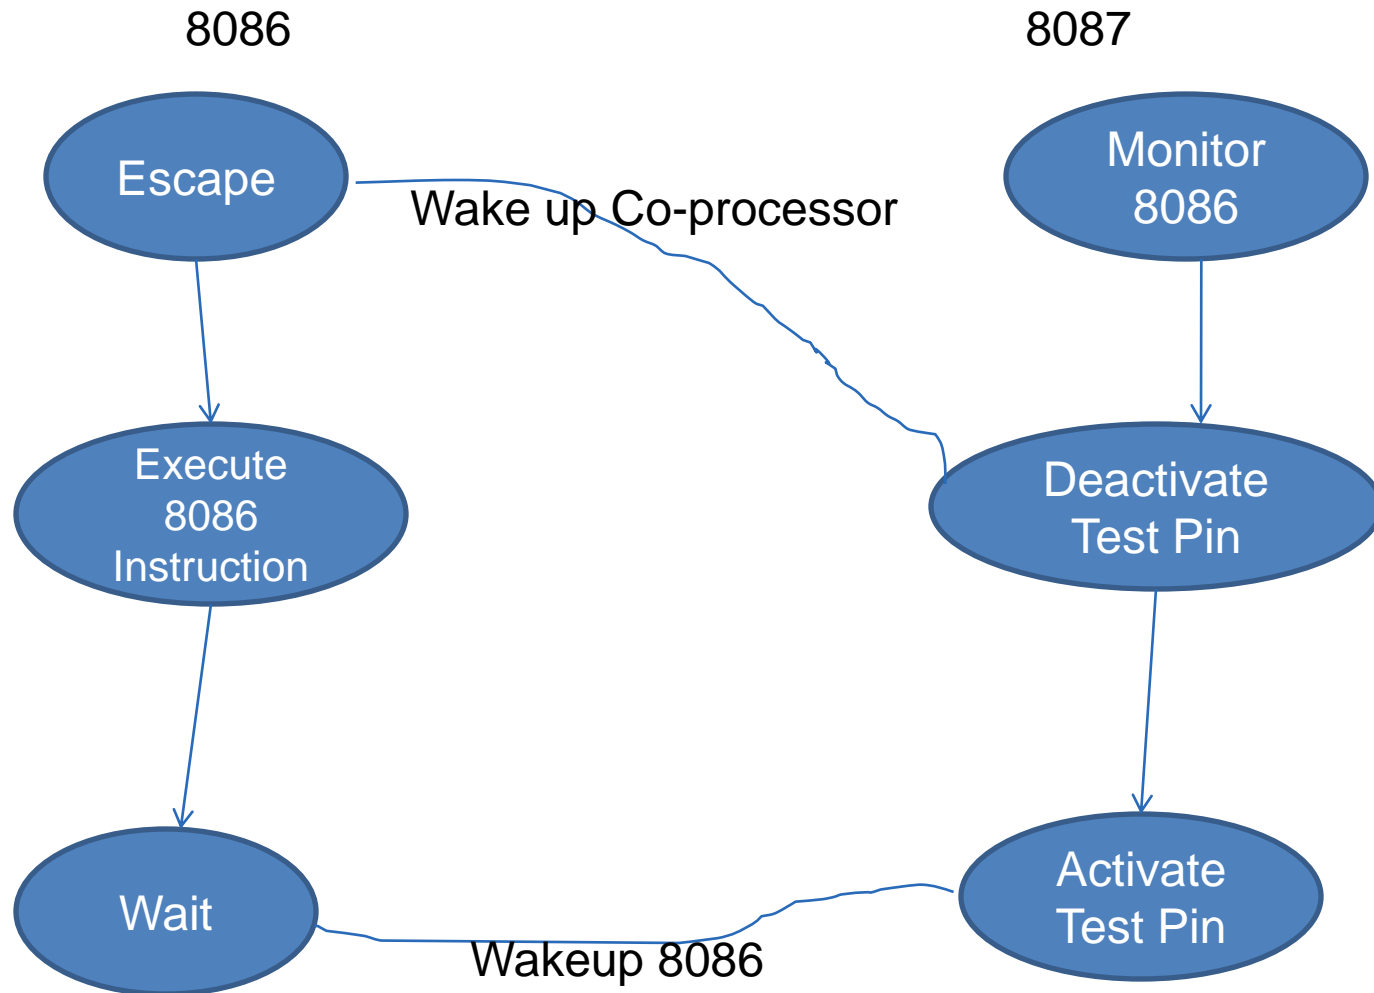 8086
8087
Escape
Monitor
8086
Wake up Co-processor
Execute
8086
Instruction
Deactivate
Test Pin
Wait
Activate
Test Pin
Wakeup 8086